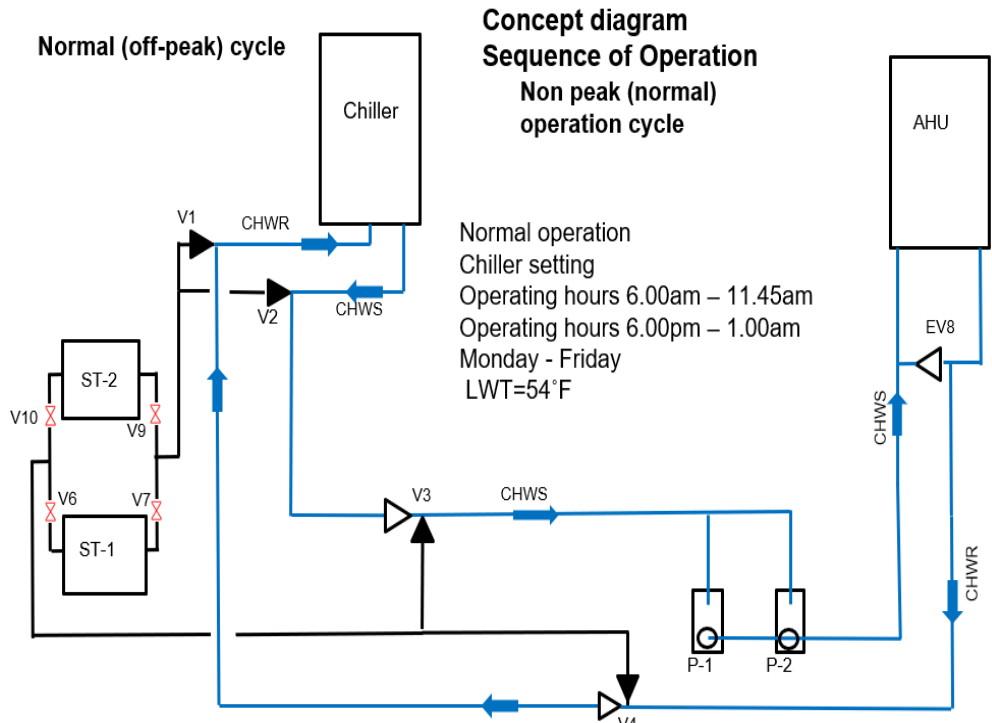 Concept diagram
Sequence of Operation
Non peak (normal)
operation cycle
Normal (off-peak) cycle
Chiller
AHU
V1
CHWR
V2
CHWS
Normal operation
Chiller setting
Operating hours 6.00am – 11.45am
Operating hours 6.00pm – 1.00am
Monday - Friday
LWT=54°F
EV8
ST-2
V10
V9
CHWS
V6
V7
V3
CHWS
ST-1
CHWR
P-1
P-2
V4